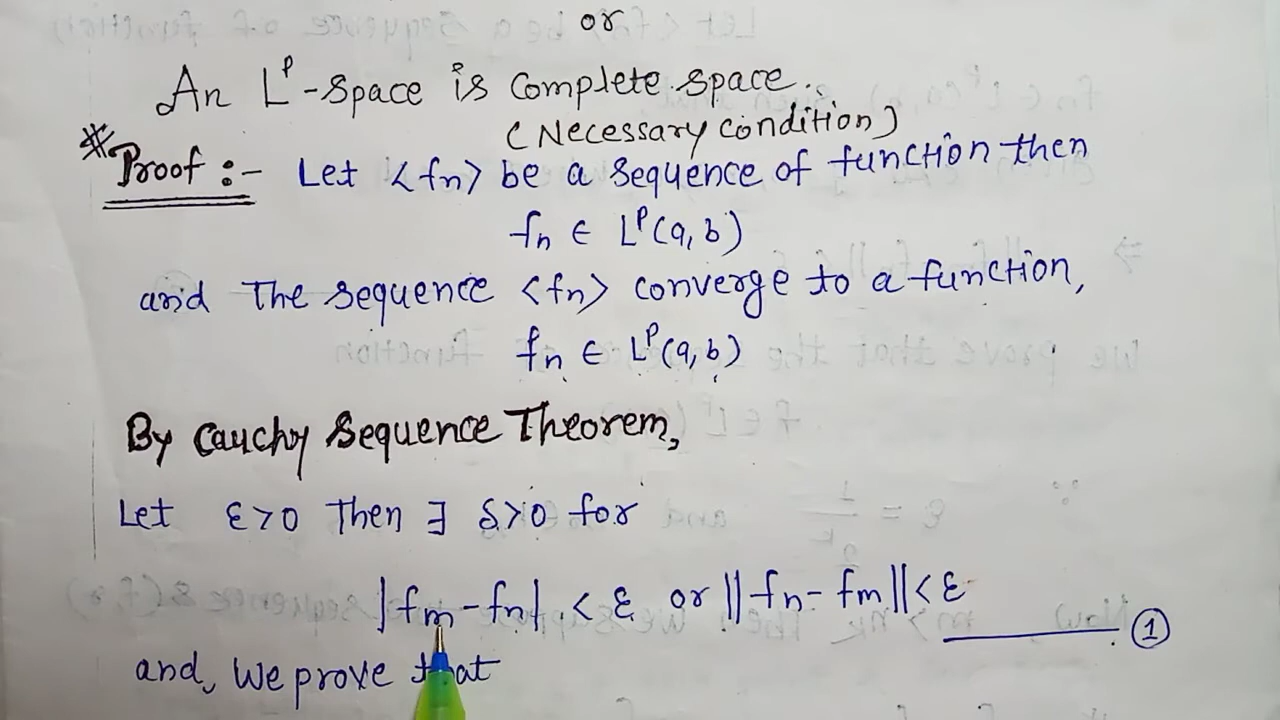 or
An L^p-space is complete space.
(Necessary condition)
*Proof :- Let <fn> be a sequence of function then
fn ∈ L^p(a, b)
and The sequence <fn> converge to a function,
fn ∈ L^p(a, b)
By Cauchy Sequence Theorem,
Let ε>0 Then ∃ δ>0 for
|fm-fn| < ε or ||fn-fm|| < ε ①
and, we prove that